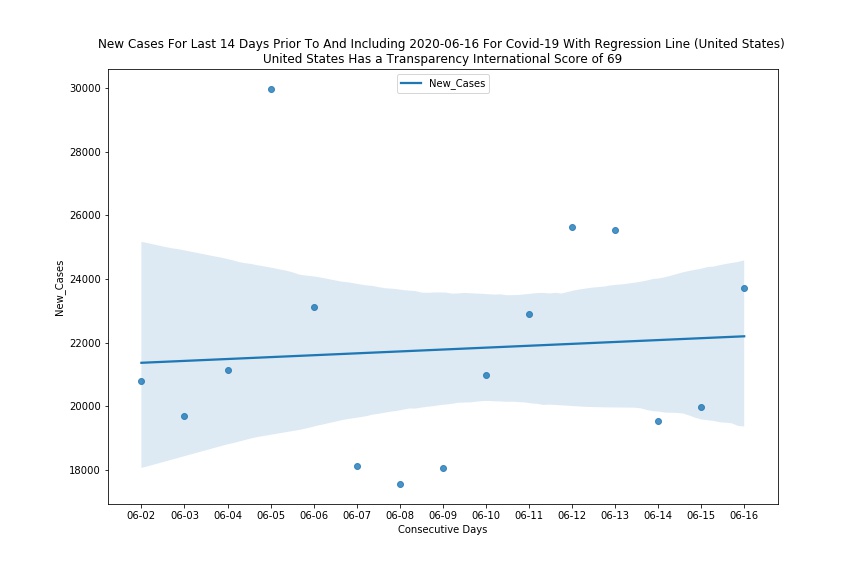 New Cases For Last 14 Days Prior To And Including 2020-06-16 For Covid-19 With Regression Line (United States)
United States Has a Transparency International Score of 69
New_Cases
30000
28000
26000
24000
22000
20000
18000
New_Cases
06-02 06-03 06-04 06-05 06-06 06-07 06-08 06-09 06-10 06-11 06-12 06-13 06-14 06-15 06-16
Consecutive Days